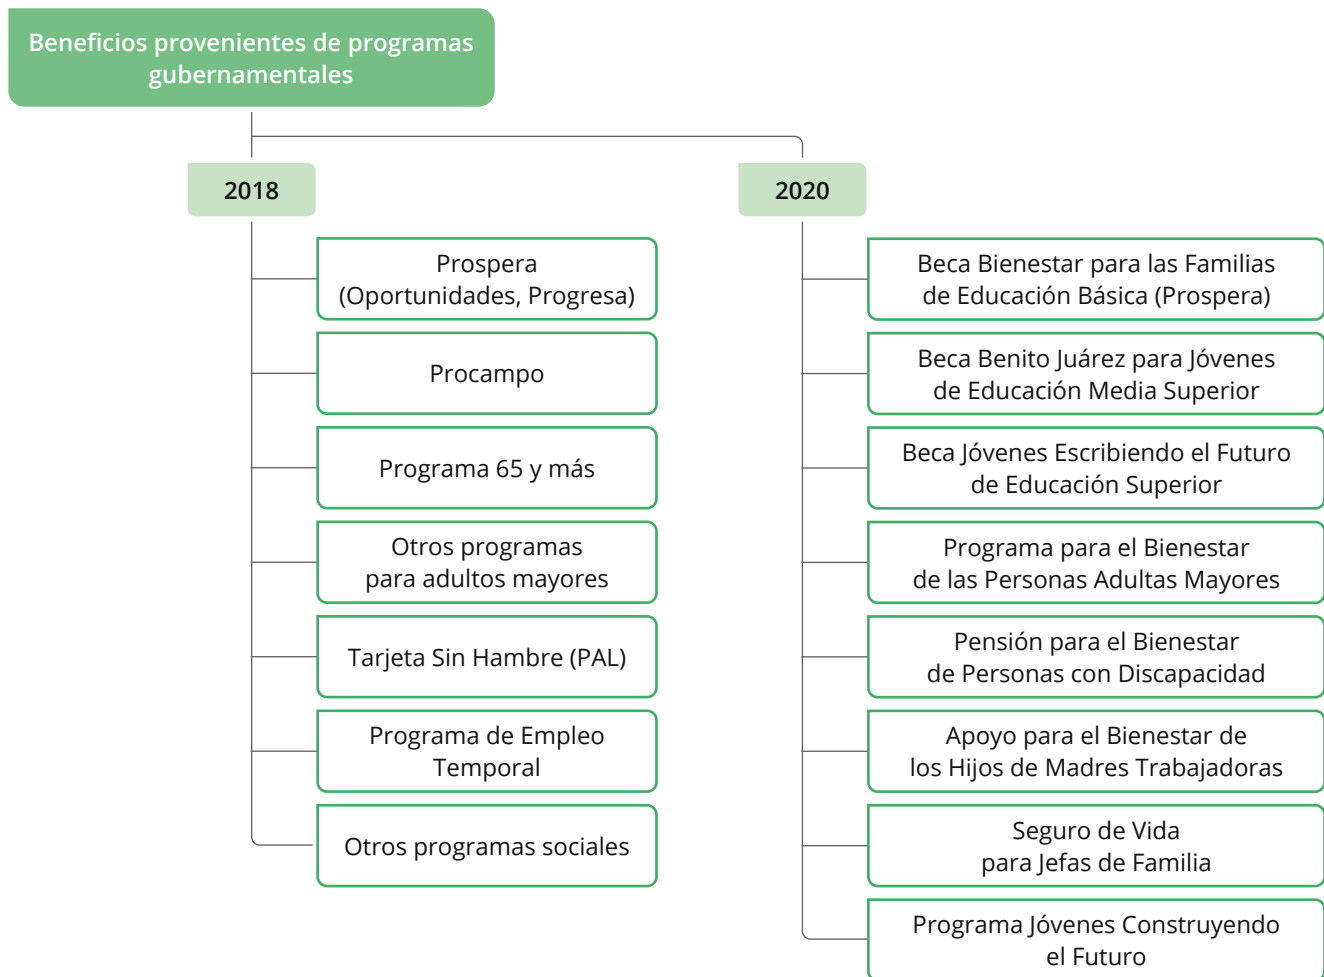 Beneficios provenientes de programas
gubernamentales
2018
Prospera
(Oportunidades, Progresa)
Procampo
Programa 65 y más
Otros programas
para adultos mayores
Tarjeta Sin Hambre (PAL)
Programa de Empleo
Temporal
Otros programas sociales
2020
Beca Bienestar para las Familias
de Educación Básica (Prospera)
Beca Benito Juárez para Jóvenes
de Educación Media Superior
Beca Jóvenes Escribiendo el Futuro
de Educación Superior
Programa para el Bienestar
de las Personas Adultas Mayores
Pensión para el Bienestar
de Personas con Discapacidad
Apoyo para el Bienestar de
los Hijos de Madres Trabajadoras
Seguro de Vida
para Jefas de Familia
Programa Jóvenes Construyendo
el Futuro